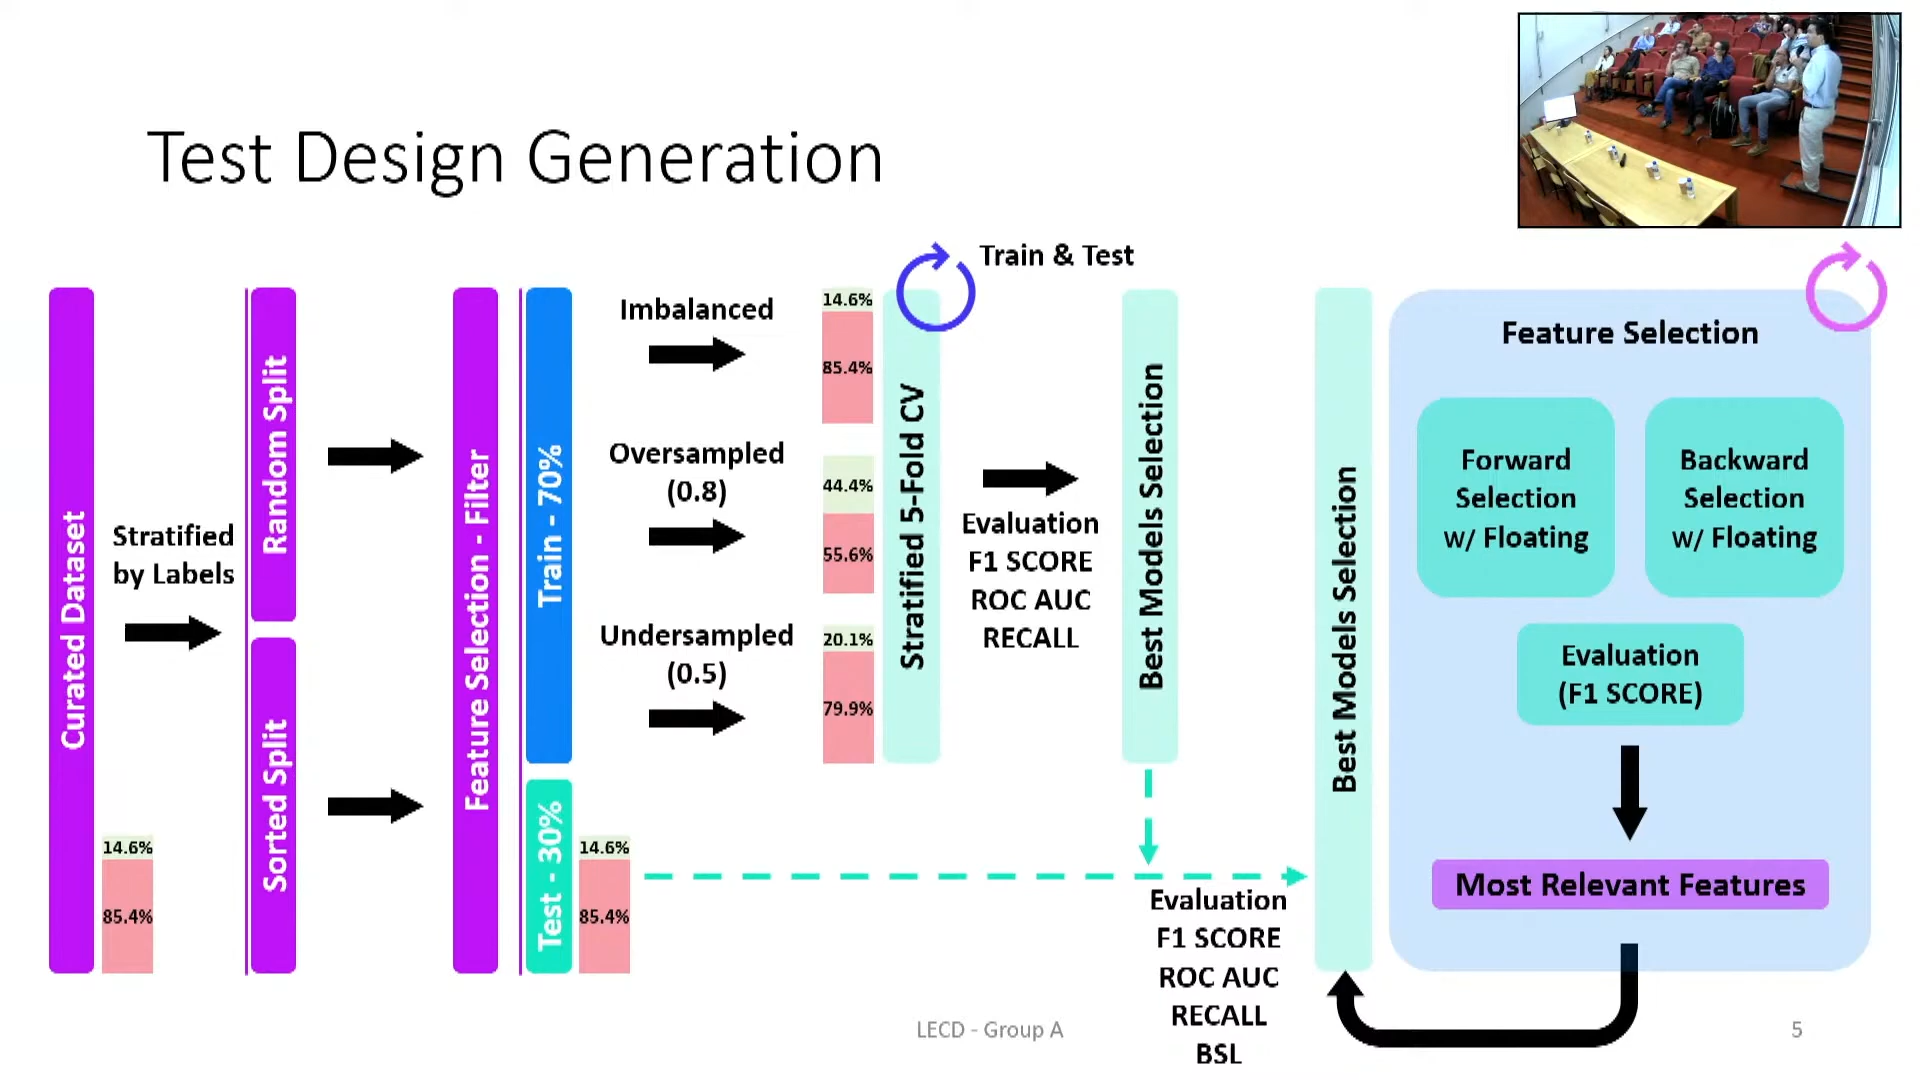 Test Design Generation
Curated Dataset
14.6%
85.4%
Stratified
by Labels
Random Split
Sorted Split
Feature Selection - Filter
Train - 70%
Test - 30%
14.6%
85.4%
Imbalanced
14.6%
85.4%
Oversampled
(0.8)
44.4%
55.6%
Undersampled
(0.5)
20.1%
79.9%
Train & Test
Stratified 5-Fold CV
Evaluation
F1 SCORE
ROC AUC
RECALL
Best Models Selection
Evaluation
F1 SCORE
ROC AUC
RECALL
BSL
Best Models Selection
Feature Selection
Forward
Selection
w/ Floating
Backward
Selection
w/ Floating
Evaluation
(F1 SCORE)
Most Relevant Features
LECD - Group A
5